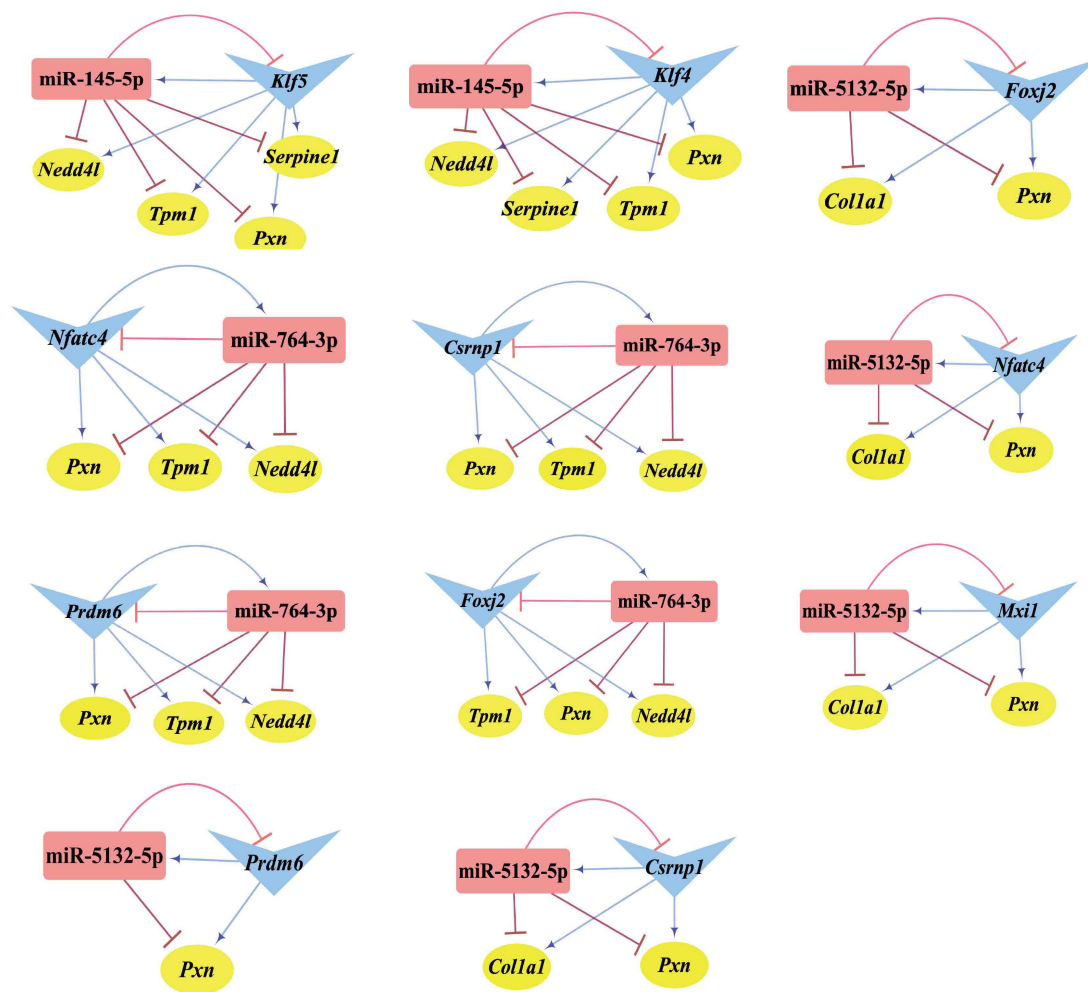 miR-145-5p
Klf5
Nedd4l
Tpm1
Pxn
Serpine1
miR-145-5p
Klf4
Nedd4l
Serpine1
Tpm1
Pxn
miR-5132-5p
Foxj2
Col1a1
Pxn
Nfatc4
miR-764-3p
Pxn
Tpm1
Nedd4l
Csrnp1
miR-764-3p
Pxn
Tpm1
Nedd4l
miR-5132-5p
Nfatc4
Col1a1
Pxn
Prdm6
miR-764-3p
Pxn
Tpm1
Nedd4l
Foxj2
miR-764-3p
Tpm1
Pxn
Nedd4l
miR-5132-5p
Mxi1
Col1a1
Pxn
miR-5132-5p
Prdm6
Pxn
miR-5132-5p
Csrnp1
Col1a1
Pxn